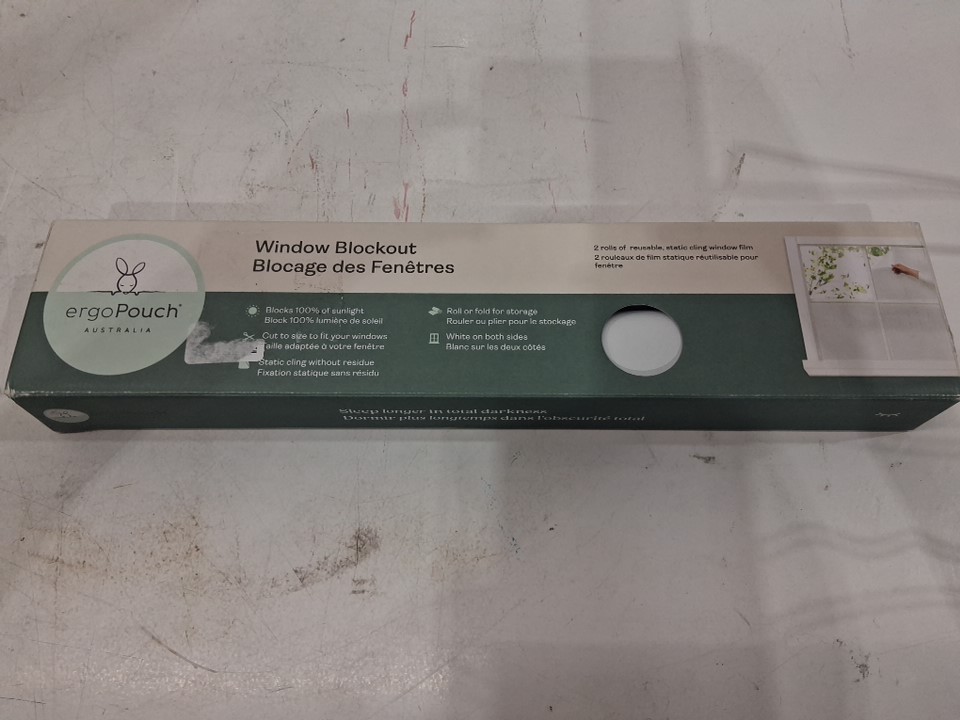 ergoPouch
AUSTRALIA
Window Blockout
Blocage des Fenêtres
2 rolls of reusable, static cling window film
2 rouleaux de film statique réutilisable pour
fenêtre
Blocks 100% of sunlight
Block 100% lumière de soleil
Cut to size to fit your windows
Taille adaptée à votre fenêtre
Static cling without residue
Fixation statique sans résidu
Roll or fold for storage
Rouler ou plier pour le stockage
White on both sides
Blanc sur les deux côtés
Sleep longer in total darkness
Dormir plus longtemps dans l'obscurité total